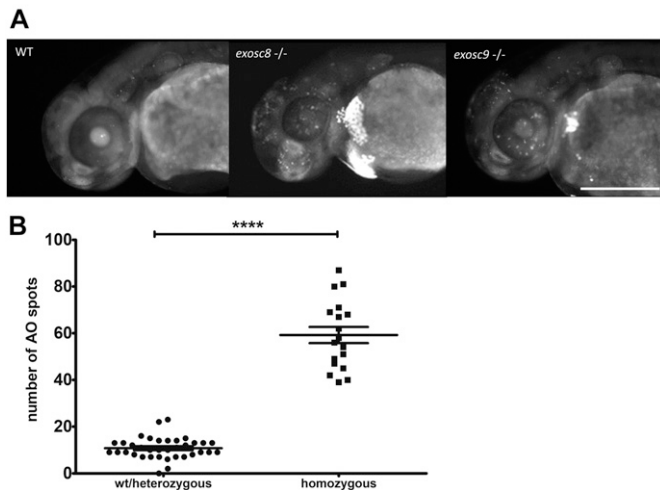 A
WT
exosc8 -/-
exosc9 -/-
B
****
100
80
60
40
20
0
number of AO spots
wt/heterozygous
homozygous